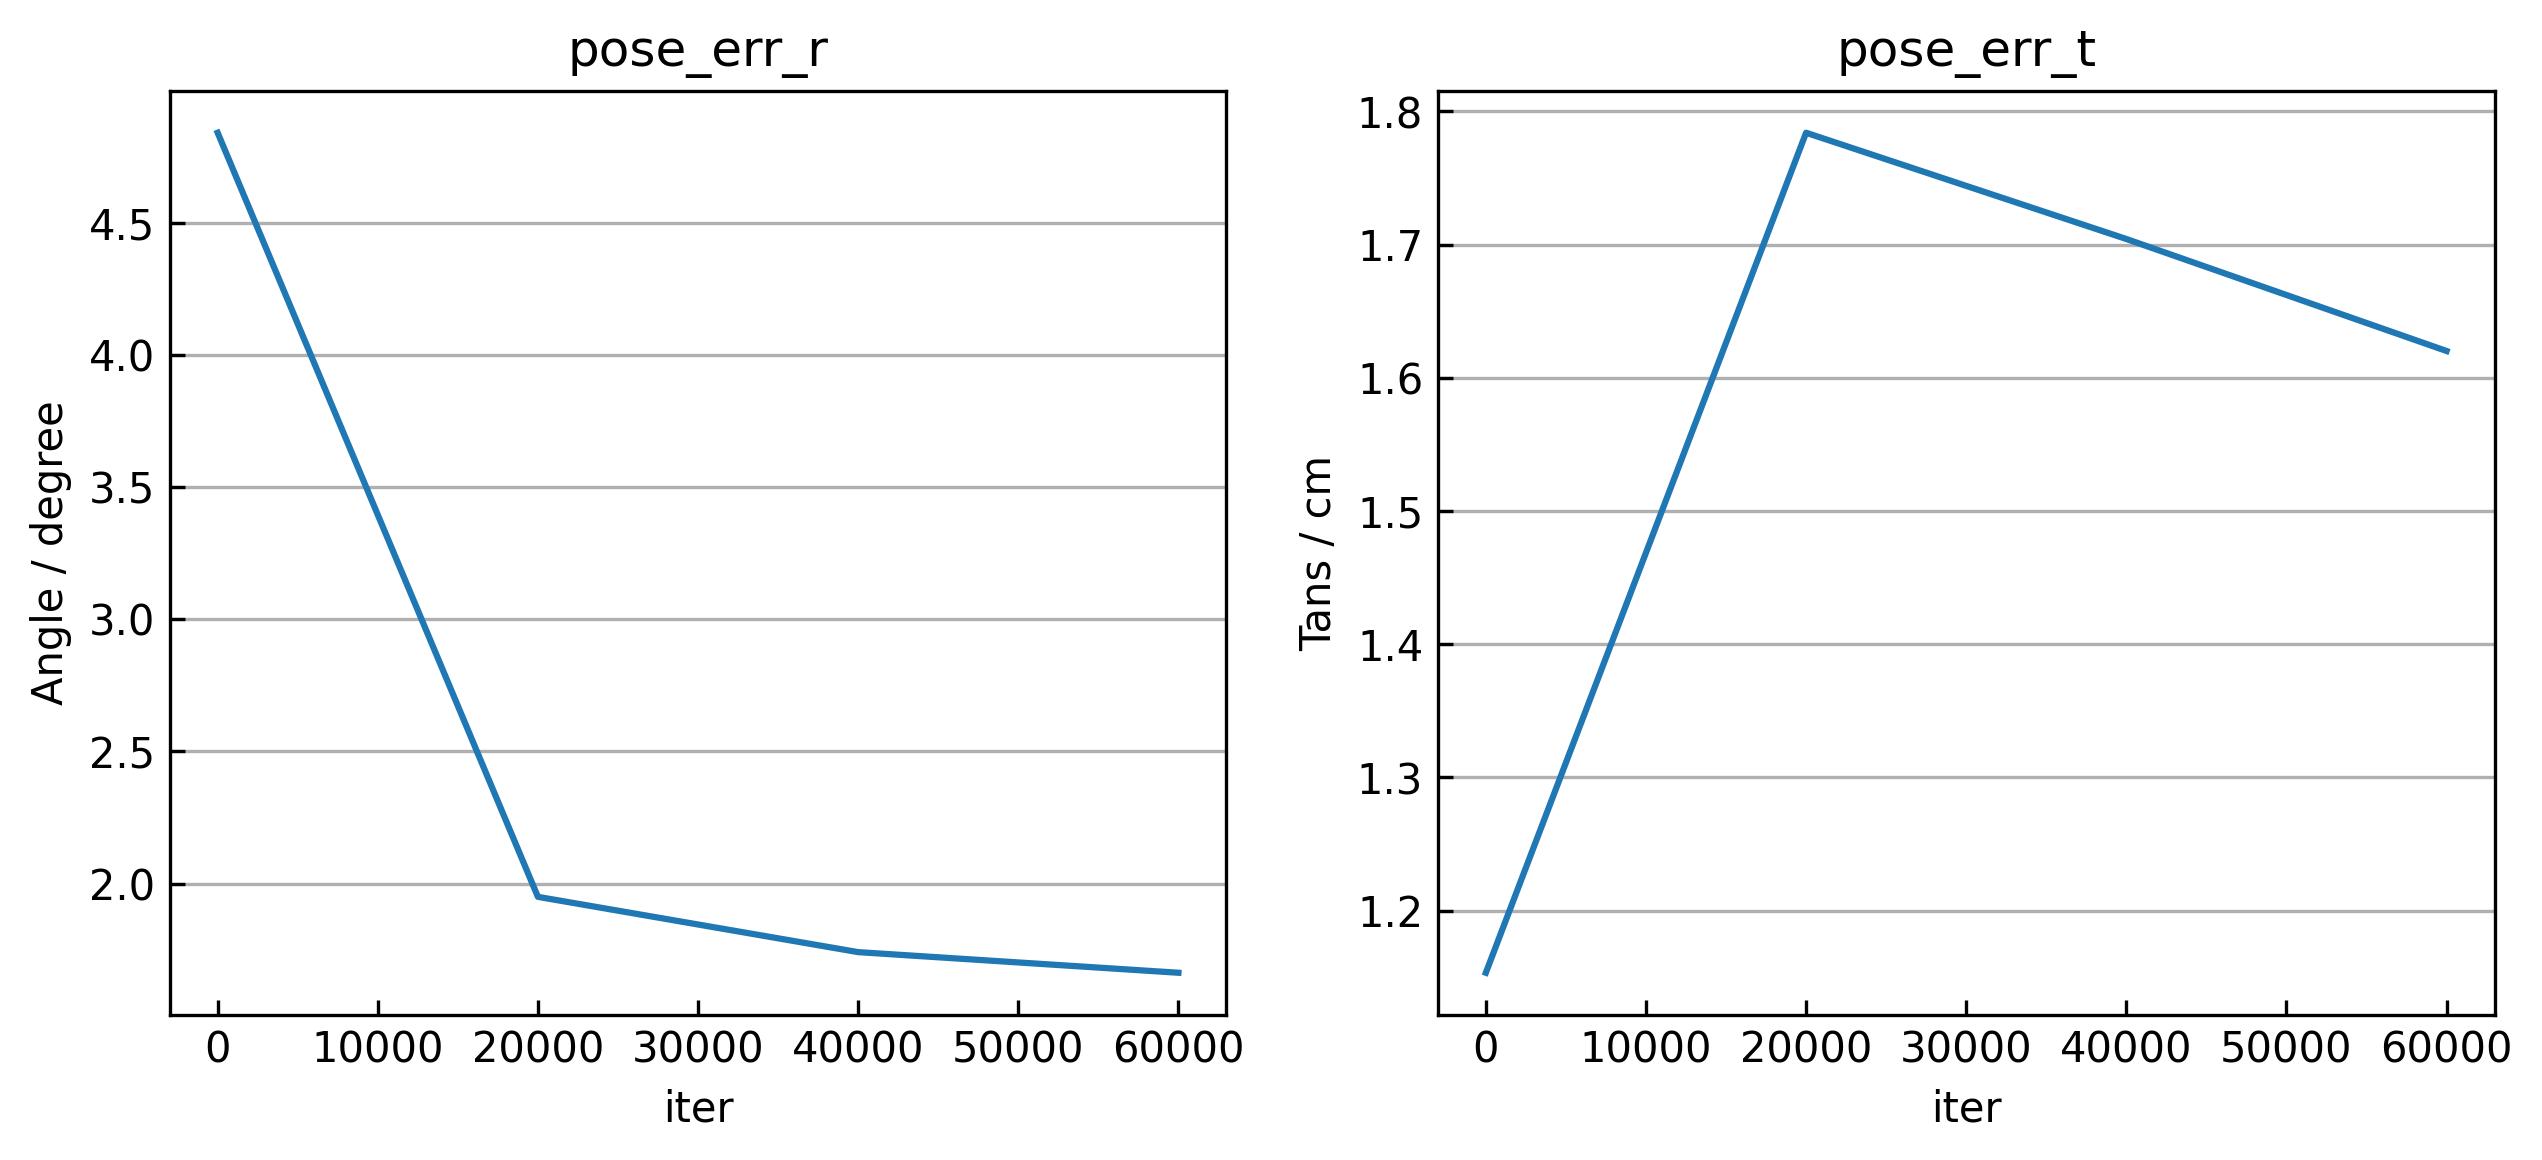 pose_err_r
Angle / degree
4.5
4.0
3.5
3.0
2.5
2.0
0 10000 20000 30000 40000 50000 60000
iter
pose_err_t
Tans / cm
1.8
1.7
1.6
1.5
1.4
1.3
1.2
0 10000 20000 30000 40000 50000 60000
iter